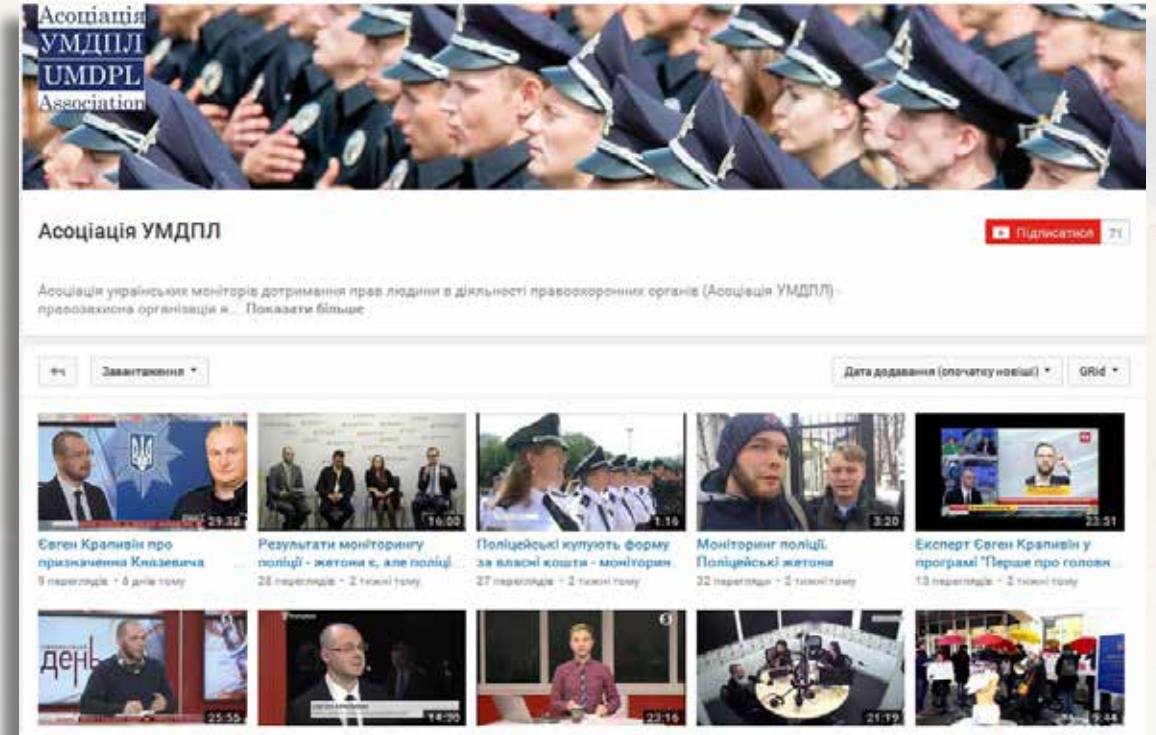 Асоціація
УМДПЛ
UMDPL
Association
Асоціація УМДПЛ
Підписатися 71
Асоціація українських моніторів дотримання прав людини в діяльності правоохоронних органів (Асоціація УМДПЛ) -
правозахисна організація я... Показати більше
Завантаження
Дата додавання (спочатку новіші)
GRid
29:32
16:00
1:16
3:20
23:51
Євген Крапивін про
призначення Князевича ...
9 переглядів • 6 днів тому
Результати моніторингу
поліції - жетони є, але поліці...
28 переглядів • 2 тижні тому
Поліцейські купують форму
за власні кошти - моніторин...
27 переглядів • 2 тижні тому
Моніторинг поліції.
Поліцейські жетони
32 перегляди • 2 тижні тому
Експерт Євген Крапивін у
програмі "Перше про головн...
13 переглядів • 2 тижні тому
день
25:55
14:30
23:16
21:19
9:44